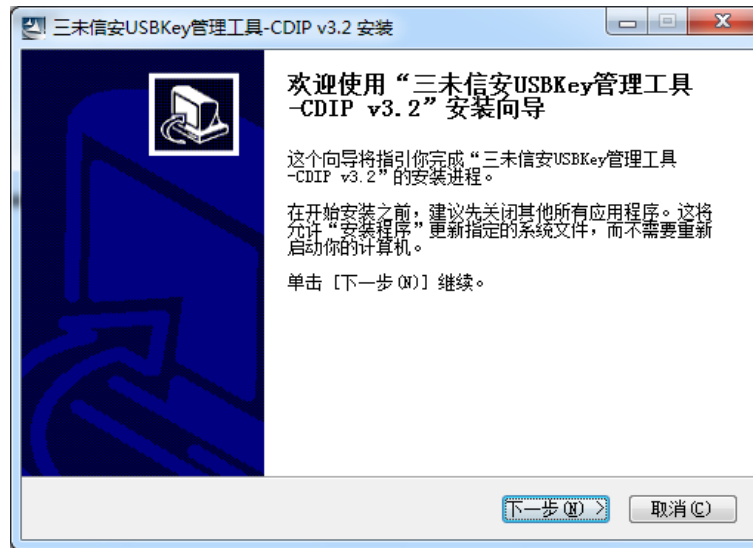 三未信安USBKey管理工具-CDIP v3.2 安装
欢迎使用“三未信安USBKey管理工具
-CDIP v3.2”安装向导
这个向导将指引你完成“三未信安USBKey管理工具
-CDIP v3.2”的安装进程。
在开始安装之前，建议先关闭其他所有应用程序。这将
允许“安装程序”更新指定的系统文件，而不需要重新
启动你的计算机。
单击 [下一步(N)] 继续。
下一步(N) >
取消(C)